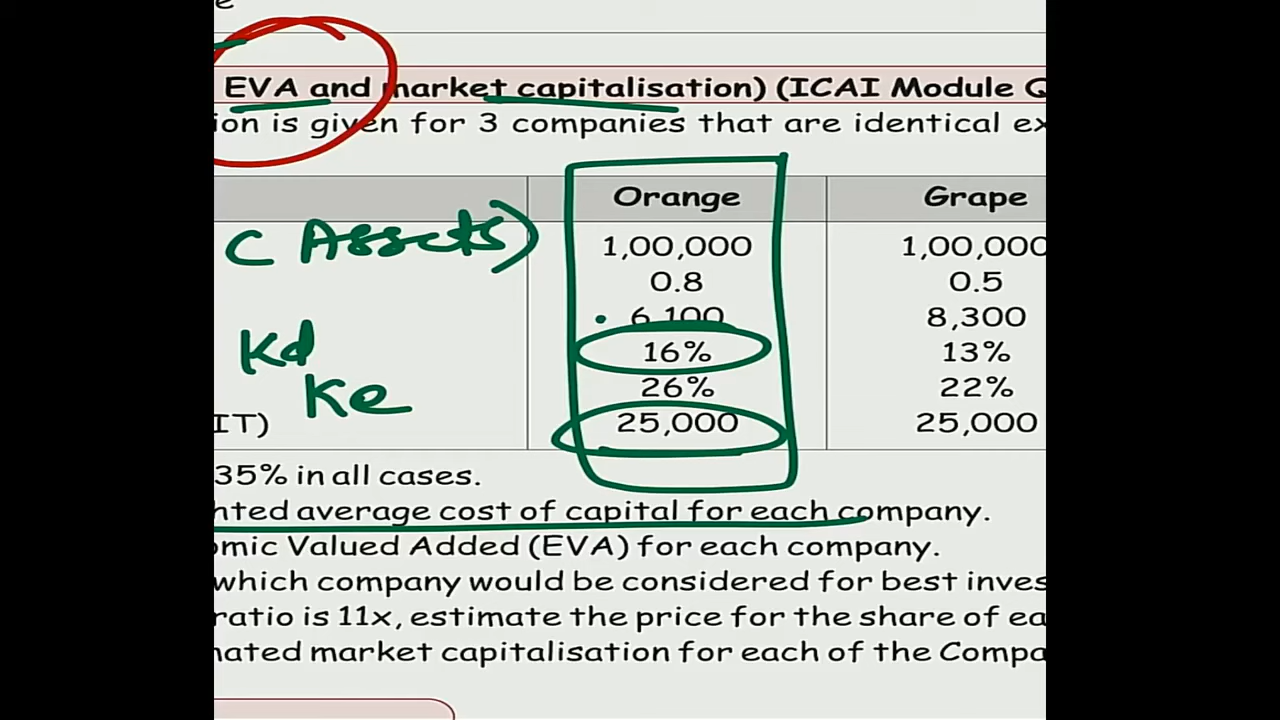 EVA and market capitalisation) (ICAI Module Q
ion is given for 3 companies that are identical ex
Orange Grape
C Assets) 1,00,000 1,00,000
0.8 0.5
6,100 8,300
Kd 16% 13%
Ke 26% 22%
IT) 25,000 25,000
35% in all cases.
hted average cost of capital for each company.
omic Valued Added (EVA) for each company.
which company would be considered for best inves
ratio is 11x, estimate the price for the share of ea
nated market capitalisation for each of the Compa